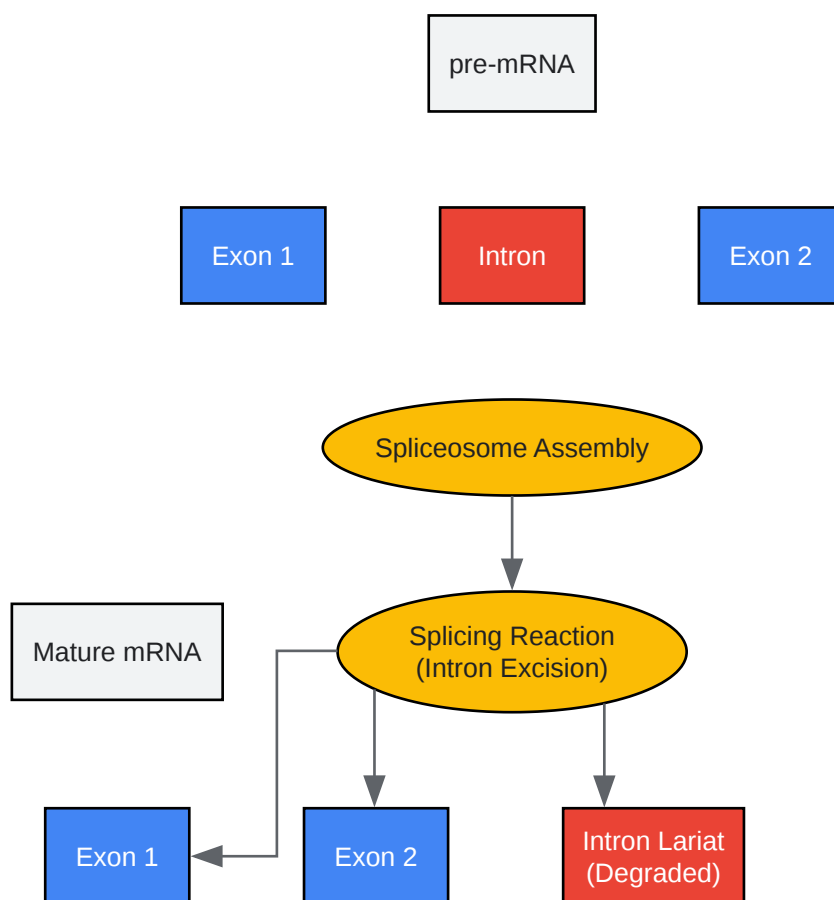 pre-mRNA
Exon 1
Intron
Exon 2
Spliceosome Assembly
Splicing Reaction
(Intron Excision)
Mature mRNA
Exon 1
Exon 2
Intron Lariat
(Degraded)